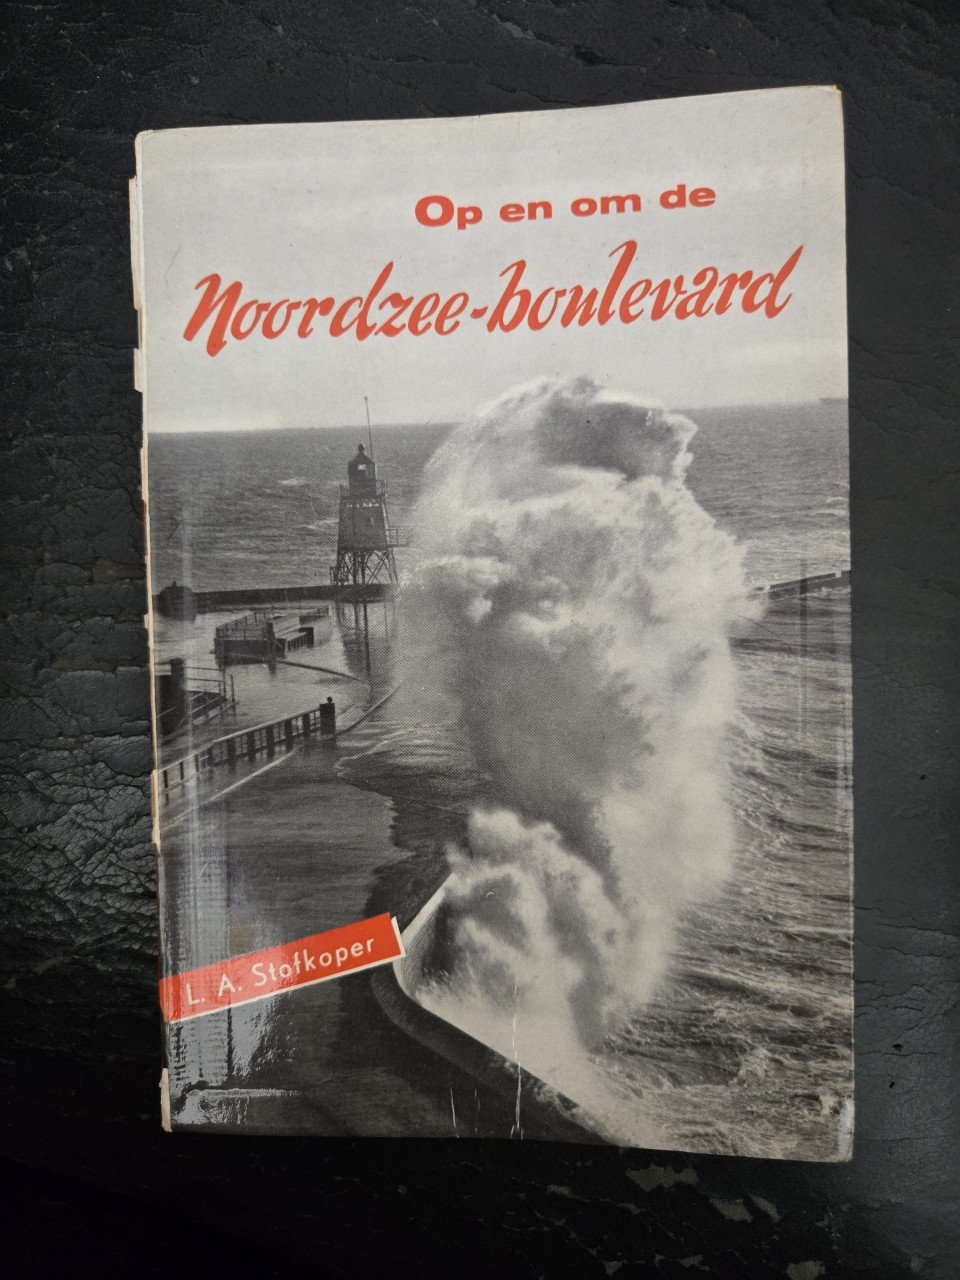 Op en om de
Noordzee-boulevard
L. A. Stofkoper